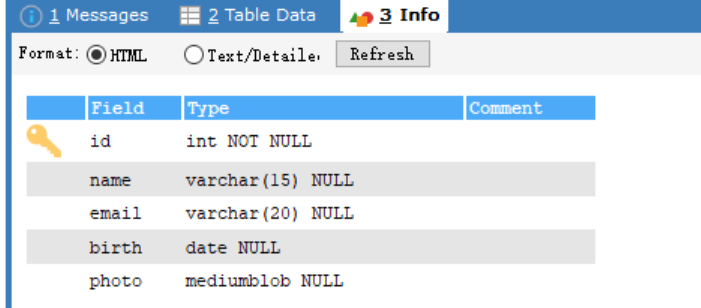 1 Messages 2 Table Data 3 Info
Format: HTML Text/Detaile Refresh
Field Type Comment
id int NOT NULL
name varchar(15) NULL
email varchar(20) NULL
birth date NULL
photo mediumblob NULL